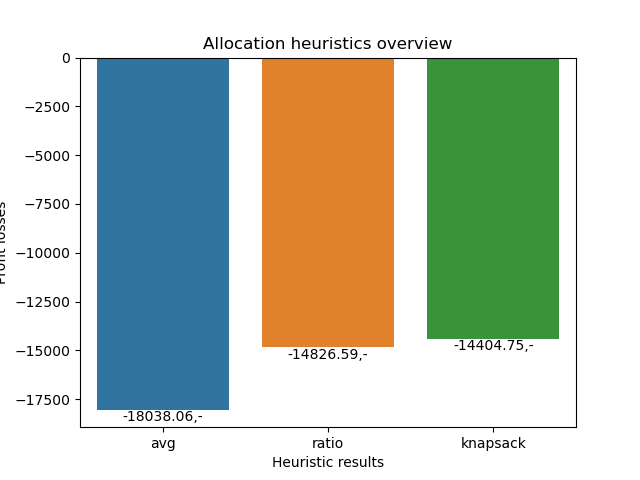 Allocation heuristics overview
0
−2500
−5000
−7500
−10000
−12500
−15000
−17500
Profit losses
-18038.06,-
-14826.59,-
-14404.75,-
avg
ratio
knapsack
Heuristic results